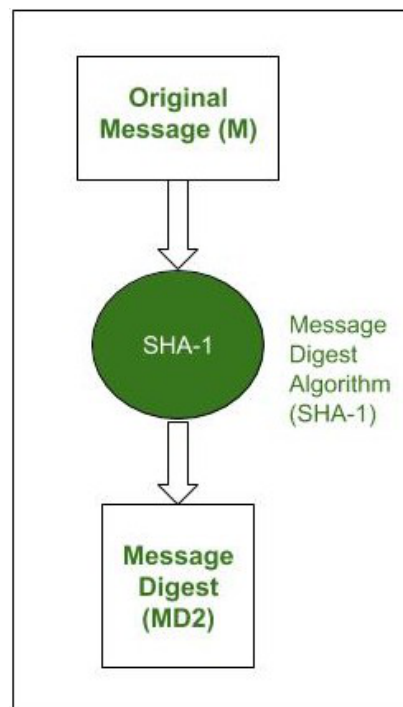 Original
Message (M)
SHA-1
Message
Digest
Algorithm
(SHA-1)
Message
Digest
(MD2)